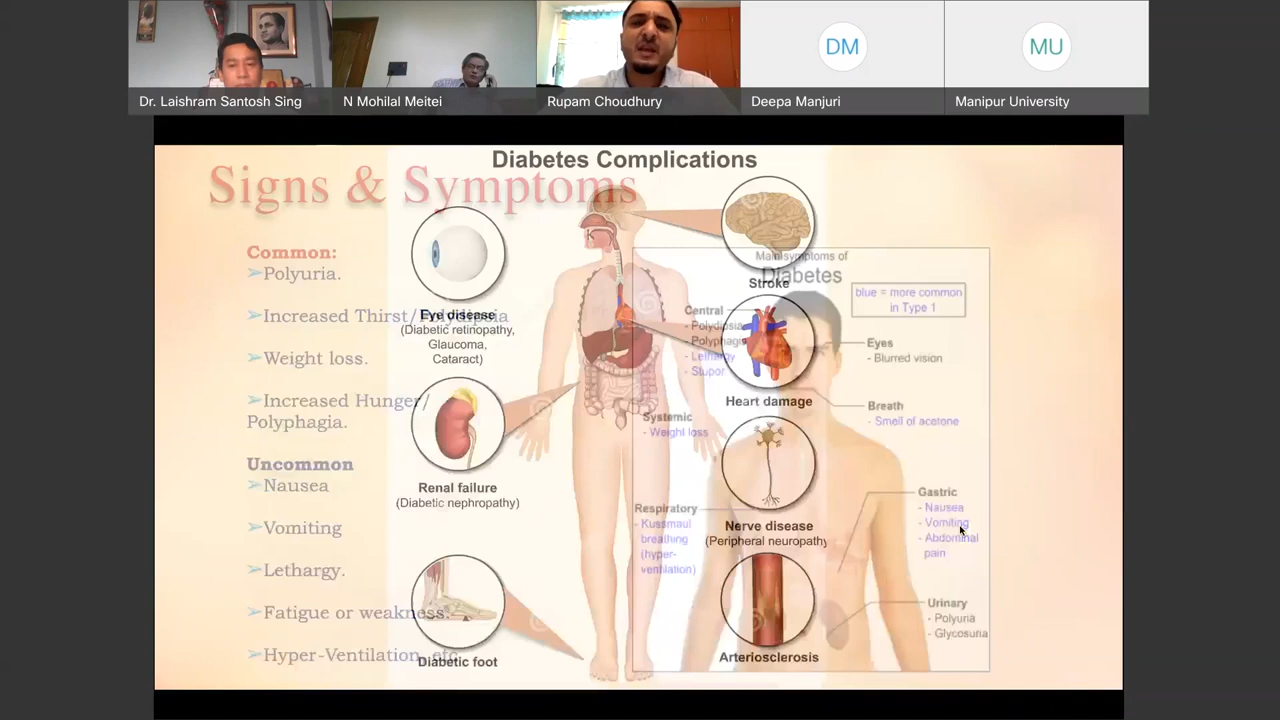 DM
MU
Dr. Laishram Santosh Sing
N Mohilal Meitei
Rupam Choudhury
Deepa Manjuri
Manipur University
Diabetes Complications
Signs & Symptoms
Common:
➢Polyuria.
➢Increased Thirst/
➢Weight loss.
➢Increased Hunger/
Polyphagia.
Uncommon
➢Nausea
➢Vomiting
➢Lethargy.
➢Fatigue or weakness.
➢Hyper-Ventilation, etc
Eye disease
(Diabetic retinopathy,
Glaucoma,
Cataract)
Renal failure
(Diabetic nephropathy)
Diabetic foot
Stroke
Heart damage
Nerve disease
(Peripheral neuropathy
Arteriosclerosis
Main symptoms of
Diabetes
blue = more common
in Type 1
Central
- Polydipsia
- Polyphagia
- Lethargy
- Stupor
Systemic
- Weight loss
Respiratory
- Kussmaul
breathing
(hyper-
ventilation)
Eyes
- Blurred vision
Breath
- Smell of acetone
Gastric
- Nausea
- Vomiting
- Abdominal
pain
Urinary
- Polyuria
- Glycosuria